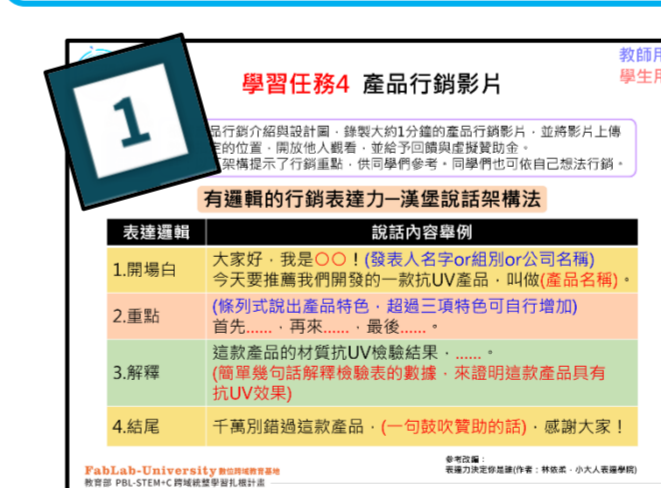 1
教師用
學生用
學習任務4 產品行銷影片
品行銷介紹與設計圖，錄製大約1分鐘的產品行銷影片，並將影片上傳
的位置，開放他人觀看，並給予回饋與虛擬贊助金。
架構提示了行銷重點，供同學們參考。同學們也可依自己想法行銷。
有邏輯的行銷表達力—漢堡說話架構法
表達邏輯 說話內容舉例
1.開場白 大家好，我是○○！(發表人名字or組別or公司名稱)
今天要推薦我們開發的一款抗UV產品，叫做(產品名稱)。
2.重點 (條列式說出產品特色，超過三項特色可自行增加)
首先……，再來……，最後……。
3.解釋 這款產品的材質抗UV檢驗結果，……。
(簡單幾句話解釋檢驗表的數據，來證明這款產品具有
抗UV效果)
4.結尾 千萬別錯過這款產品，(一句鼓吹贊助的話)，感謝大家！
FabLab-University 數位跨域教育基地
教育部 PBL-STEM+C 跨域統整學習扎根計畫
參考改編：
表達力決定你是誰(作者：林依柔，小大人表達學院)